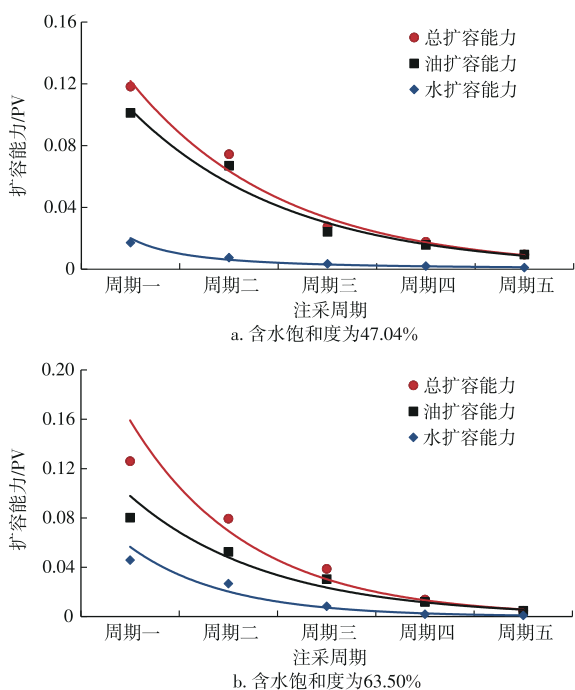 0.16
0.12
0.08
0.04
0
扩容能力/PV
总扩容能力
油扩容能力
水扩容能力
周期一 周期二 周期三 周期四 周期五
注采周期
a. 含水饱和度为47.04%
0.20
0.16
0.12
0.08
0.04
0
扩容能力/PV
总扩容能力
油扩容能力
水扩容能力
周期一 周期二 周期三 周期四 周期五
注采周期
b. 含水饱和度为63.50%